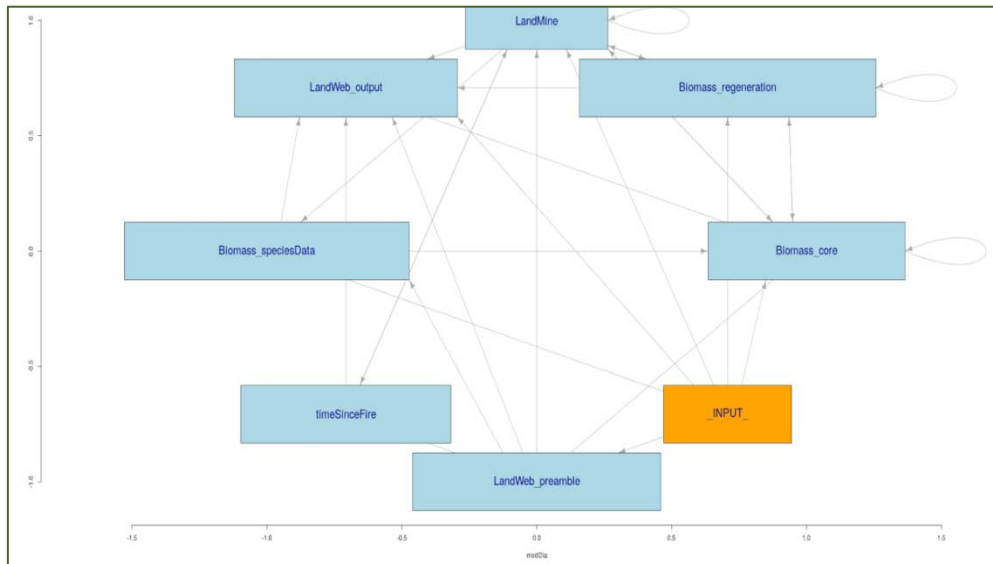 LandMine
LandWeb_output
Biomass_regeneration
Biomass_speciesData
Biomass_core
timeSinceFire
_INPUT_
LandWeb_preamble
1.0
0.5
0.0
-0.5
-1.0
-1.5 -1.0 -0.5 0.0 0.5 1.0 1.5